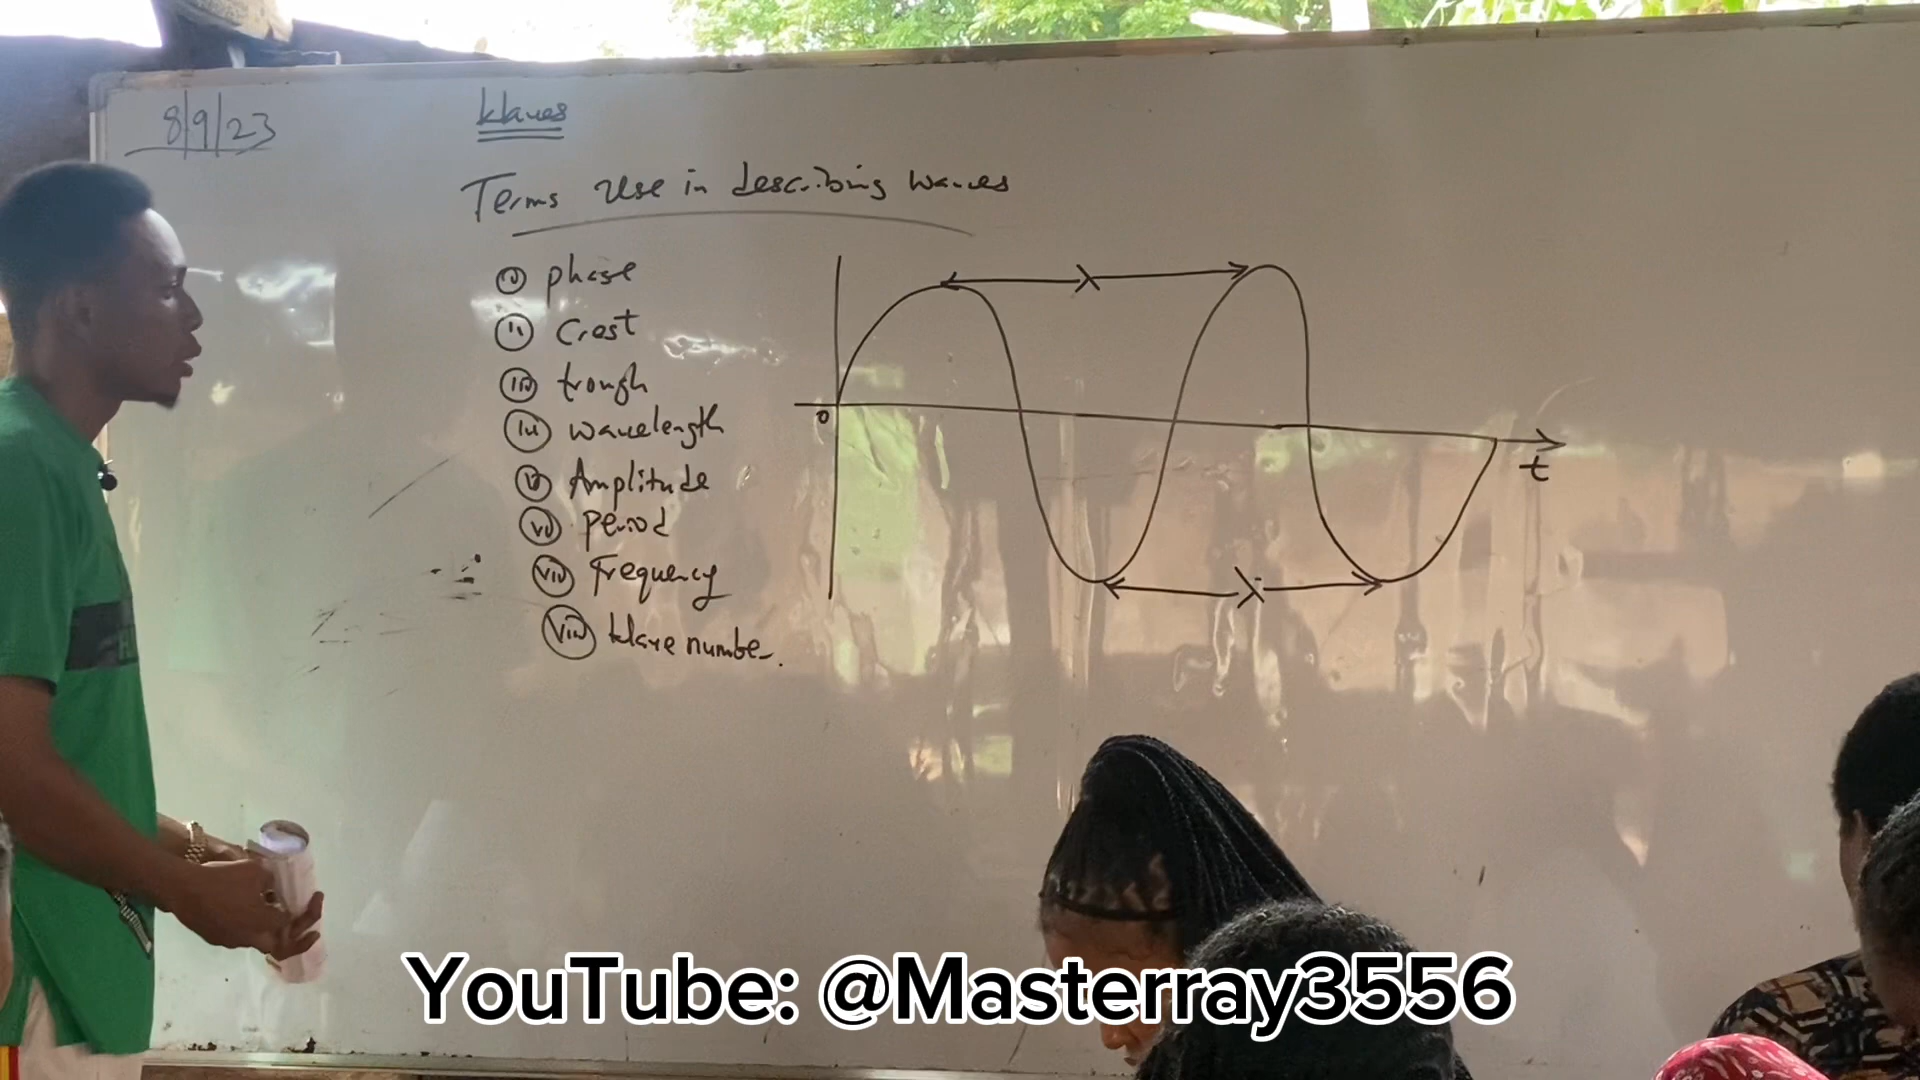 8/9/23
Waves
Terms use in describing waves
(i) phase
(ii) Crest
(iii) trough
(iv) wavelength
(v) Amplitude
(vi) period
(vii) Frequency
(viii) Wave number.
λ
0
t
λ
YouTube: @Masterray3556